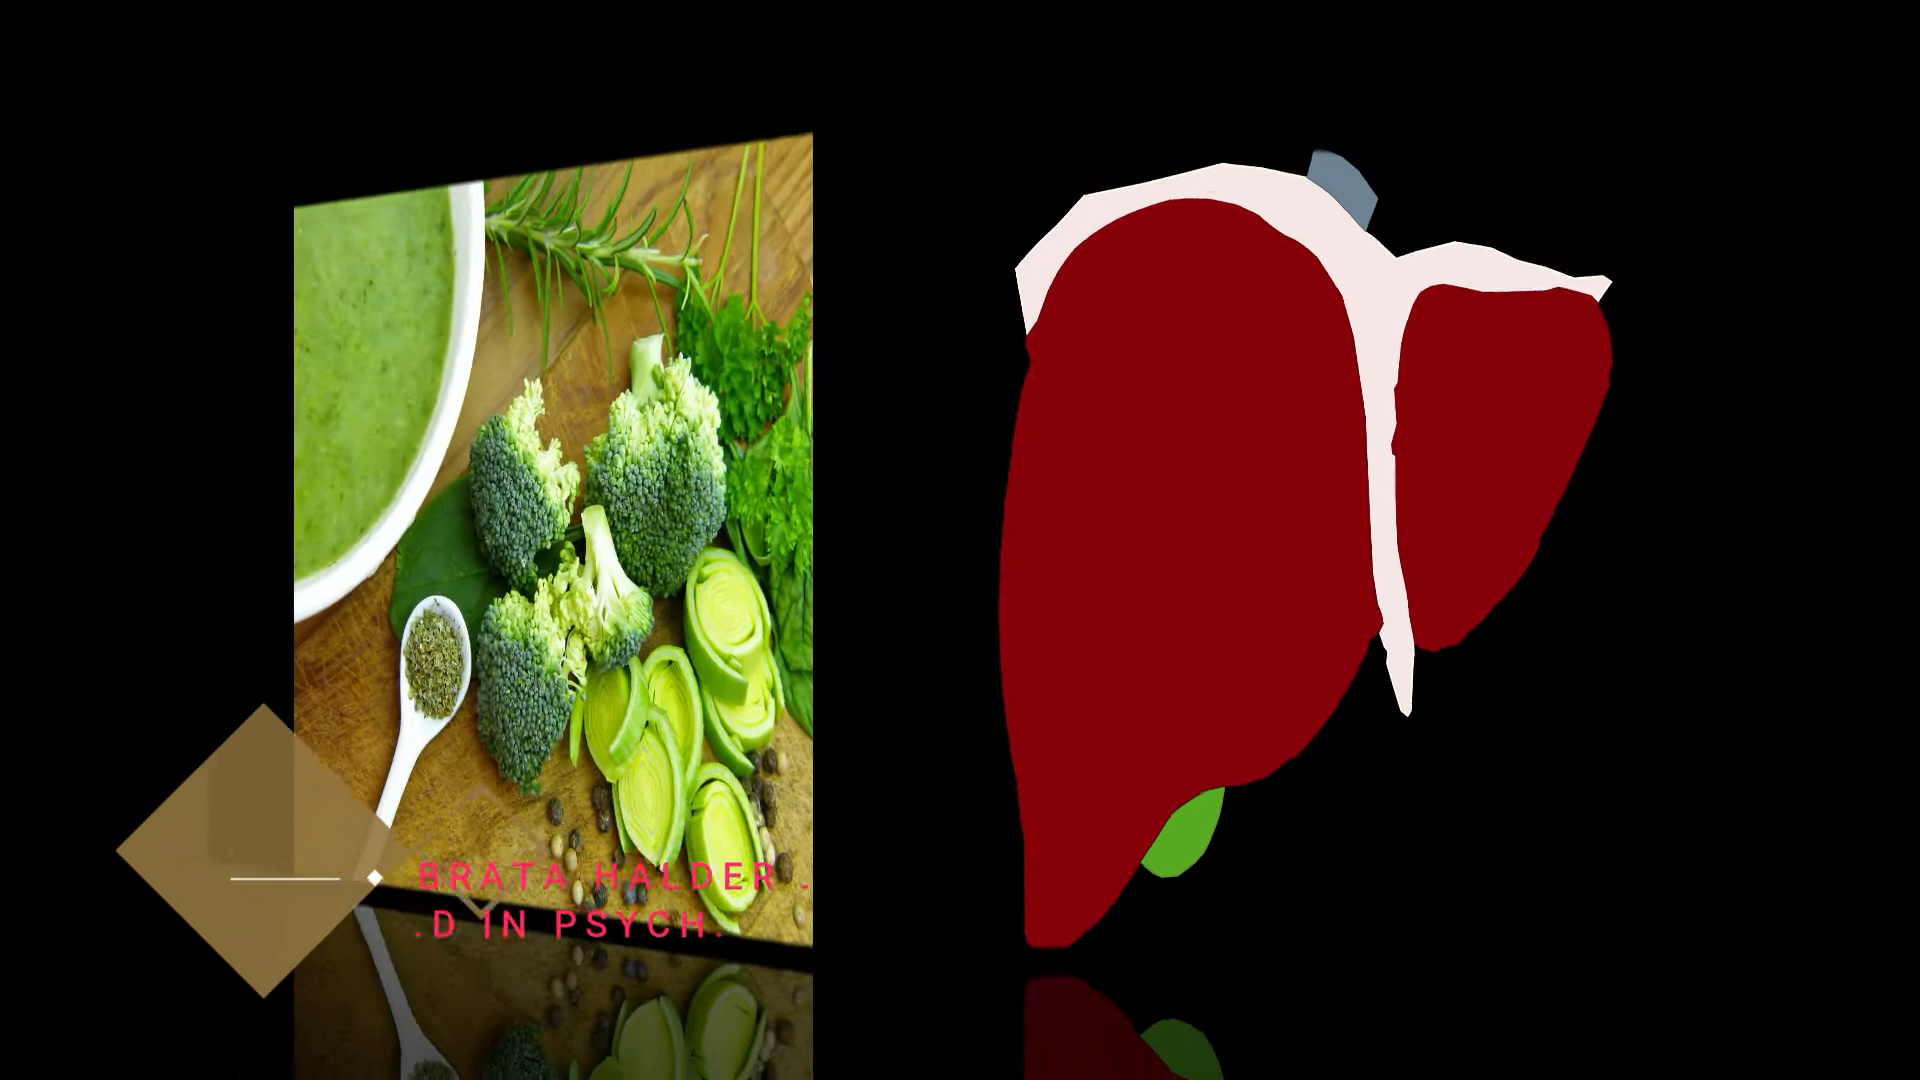 BRATA HALDER .
.D IN PSYCH.